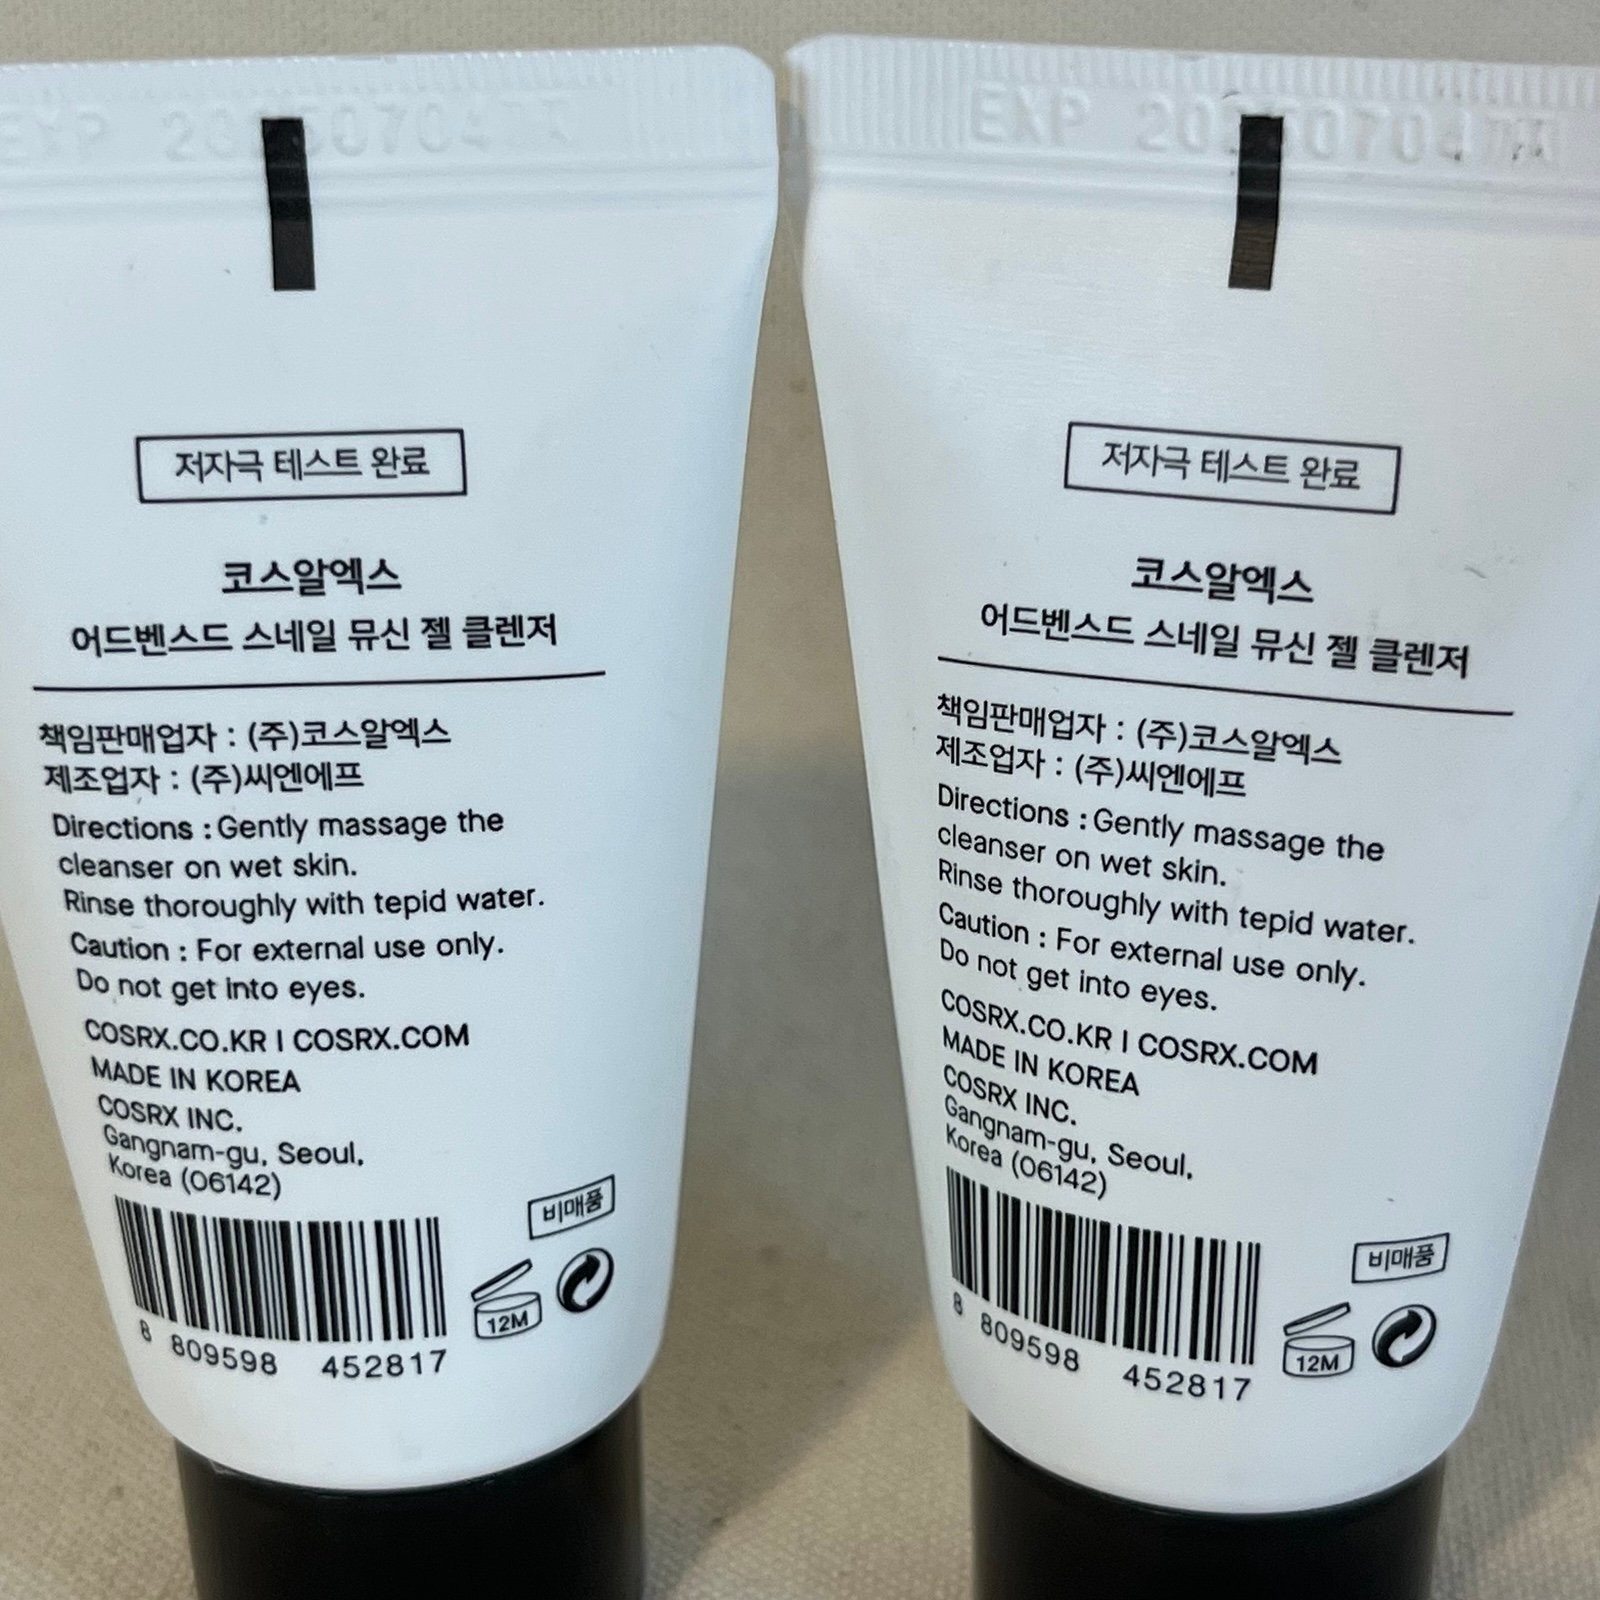 EXP
저자극 테스트 완료
코스알엑스
어드벤스드 스네일 뮤신 젤 클렌저
책임판매업자 : (주)코스알엑스
제조업자 : (주)씨엔에프
Directions : Gently massage the
cleanser on wet skin.
Rinse thoroughly with tepid water.
Caution : For external use only.
Do not get into eyes.
COSRX.CO.KR I COSRX.COM
MADE IN KOREA
COSRX INC.
Gangnam-gu, Seoul,
Korea (06142)
비매품
12M
8 809598 452817
EXP
저자극 테스트 완료
코스알엑스
어드벤스드 스네일 뮤신 젤 클렌저
책임판매업자 : (주)코스알엑스
제조업자 : (주)씨엔에프
Directions : Gently massage the
cleanser on wet skin.
Rinse thoroughly with tepid water.
Caution : For external use only.
Do not get into eyes.
COSRX.CO.KR I COSRX.COM
MADE IN KOREA
COSRX INC.
Gangnam-gu, Seoul,
Korea (06142)
비매품
12M
8 809598 452817